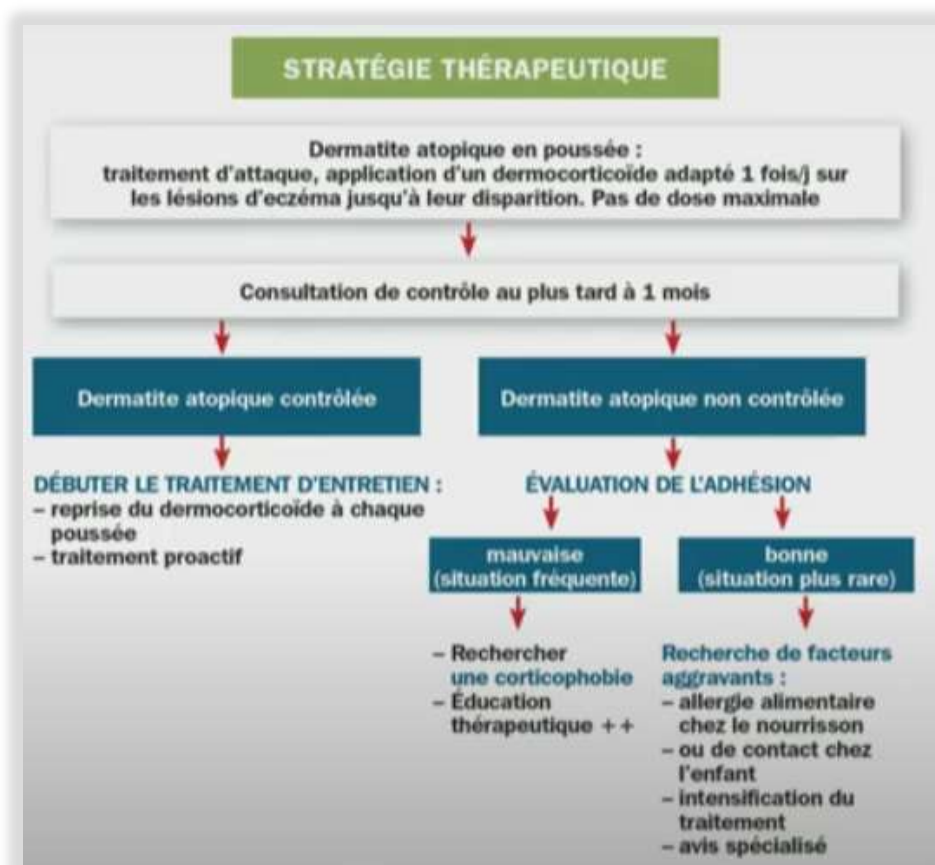 STRATÉGIE THÉRAPEUTIQUE
Dermatite atopique en poussée :
traitement d'attaque, application d'un dermocorticoïde adapté 1 fois/j sur
les lésions d'eczéma jusqu'à leur disparition. Pas de dose maximale
Consultation de contrôle au plus tard à 1 mois
Dermatite atopique contrôlée
DÉBUTER LE TRAITEMENT D'ENTRETIEN :
– reprise du dermocorticoïde à chaque
poussée
– traitement proactif
Dermatite atopique non contrôlée
ÉVALUATION DE L'ADHÉSION
mauvaise
(situation fréquente)
– Rechercher
une corticophobie
– Éducation
thérapeutique + +
bonne
(situation plus rare)
Recherche de facteurs
aggravants :
– allergie alimentaire
chez le nourrisson
– ou de contact chez
l'enfant
– intensification du
traitement
– avis spécialisé